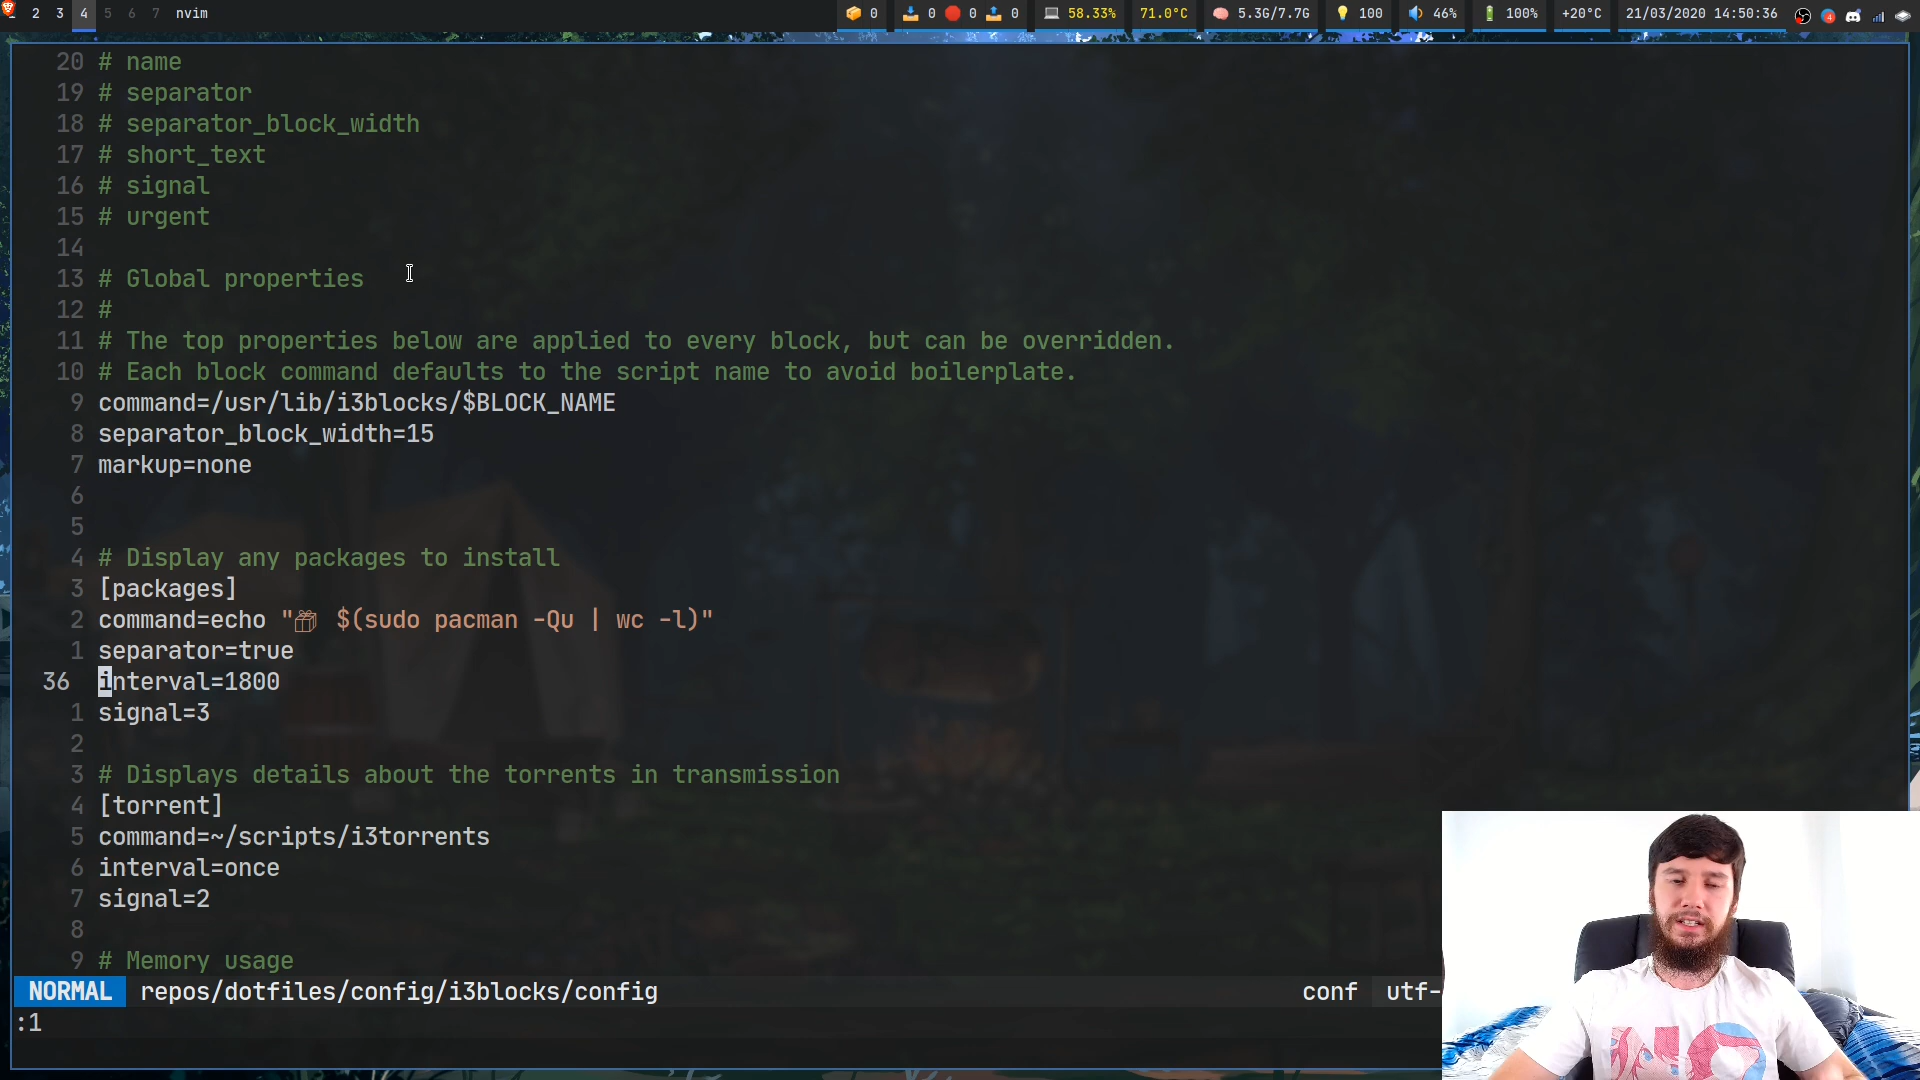 2 3 4 5 6 7 nvim 📦 0 📥 0 🛑 0 📤 0 💻 58.33% 71.0°C 🧠 5.3G/7.7G 💡 100 🔊 46% 🔋 100% +20°C 21/03/2020 14:50:36
20 # name
19 # separator
18 # separator_block_width
17 # short_text
16 # signal
15 # urgent
14
13 # Global properties
12 #
11 # The top properties below are applied to every block, but can be overridden.
10 # Each block command defaults to the script name to avoid boilerplate.
9 command=/usr/lib/i3blocks/$BLOCK_NAME
8 separator_block_width=15
7 markup=none
6
5
4 # Display any packages to install
3 [packages]
2 command=echo "🎁 $(sudo pacman -Qu | wc -l)"
1 separator=true
36 interval=1800
1 signal=3
2
3 # Displays details about the torrents in transmission
4 [torrent]
5 command=~/scripts/i3torrents
6 interval=once
7 signal=2
8
9 # Memory usage
NORMAL repos/dotfiles/config/i3blocks/config conf utf-
:1
NO